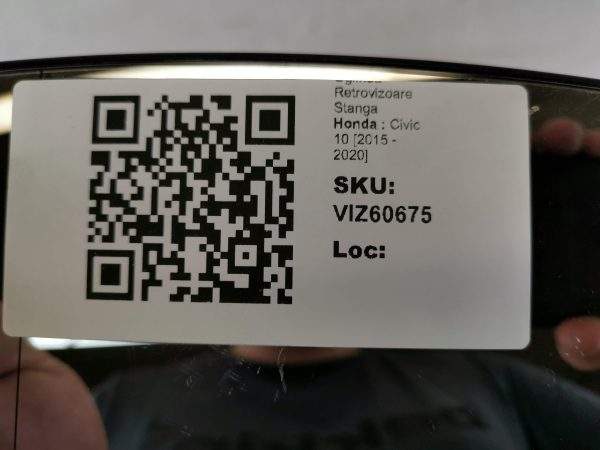 Retrovizoare
Stanga
Honda : Civic
10 [2015 -
2020]
SKU:
VIZ60675
Loc: